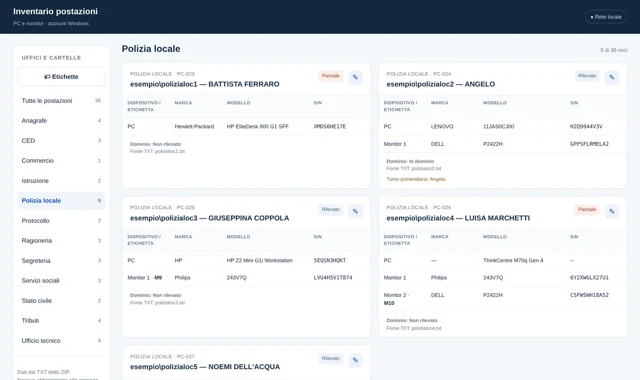 Inventario postazioni
PC e monitor · account Windows
● Rete locale
UFFICI E CARTELLE
Etichette
Tutte le postazioni 36
Anagrafe 4
CED 3
Commercio 1
Istruzione 2
Polizia locale 5
Protocollo 2
Ragioneria 3
Segreteria 3
Servizi sociali 3
Stato civile 2
Tributi 4
Ufficio tecnico 4
Dati dai TXT dello ZIP.
Polizia locale
5 di 36 voci
POLIZIA LOCALE · PC-023
Parziale
esempio\polizialoc1 — BATTISTA FERRARO
DISPOSITIVO / ETICHETTA MARCA MODELLO S/N
PC Hewlett-Packard HP EliteDesk 800 G1 SFF XMDS6HE17E
Dominio: Non rilevato
Fonte TXT: polizialoc1.txt
POLIZIA LOCALE · PC-024
Rilevato
esempio\polizialoc2 — ANGELO
DISPOSITIVO / ETICHETTA MARCA MODELLO S/N
PC LENOVO 11JAS0CJ00 H2Q9044V3V
Monitor 1 DELL P2422H GPPSFLRMELA2
Dominio: In dominio
Fonte TXT: polizialoc2.txt
Turno pomeridiano: Angelo.
POLIZIA LOCALE · PC-025
Rilevato
esempio\polizialoc3 — GIUSEPPINA COPPOLA
DISPOSITIVO / ETICHETTA MARCA MODELLO S/N
PC HP HP Z2 Mini G1i Workstation 5EQSN3HQKT
Monitor 1 · M9 Philips 243V7Q LVU4H5V1T874
Dominio: Non rilevato
Fonte TXT: polizialoc3.txt
POLIZIA LOCALE · PC-026
Parziale
esempio\polizialoc4 — LUISA MARCHETTI
DISPOSITIVO / ETICHETTA MARCA MODELLO S/N
PC — ThinkCentre M70q Gen 4 —
Monitor 1 Philips 243V7Q 6Y2XWGLX27U1
Monitor 2 · M10 DELL P2422H C5FWSWH18A52
Dominio: Non rilevato
Fonte TXT: polizialoc4.txt
POLIZIA LOCALE · PC-027
Rilevato
esempio\polizialoc5 — NOEMI DELL'ACQUA